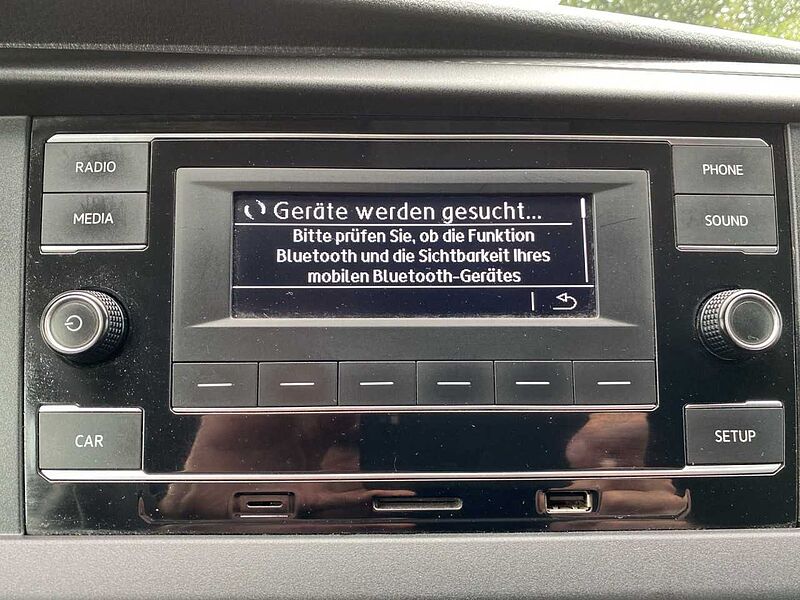 RADIO
MEDIA
CAR
Geräte werden gesucht...
Bitte prüfen Sie, ob die Funktion
Bluetooth und die Sichtbarkeit Ihres
mobilen Bluetooth-Gerätes
PHONE
SOUND
SETUP